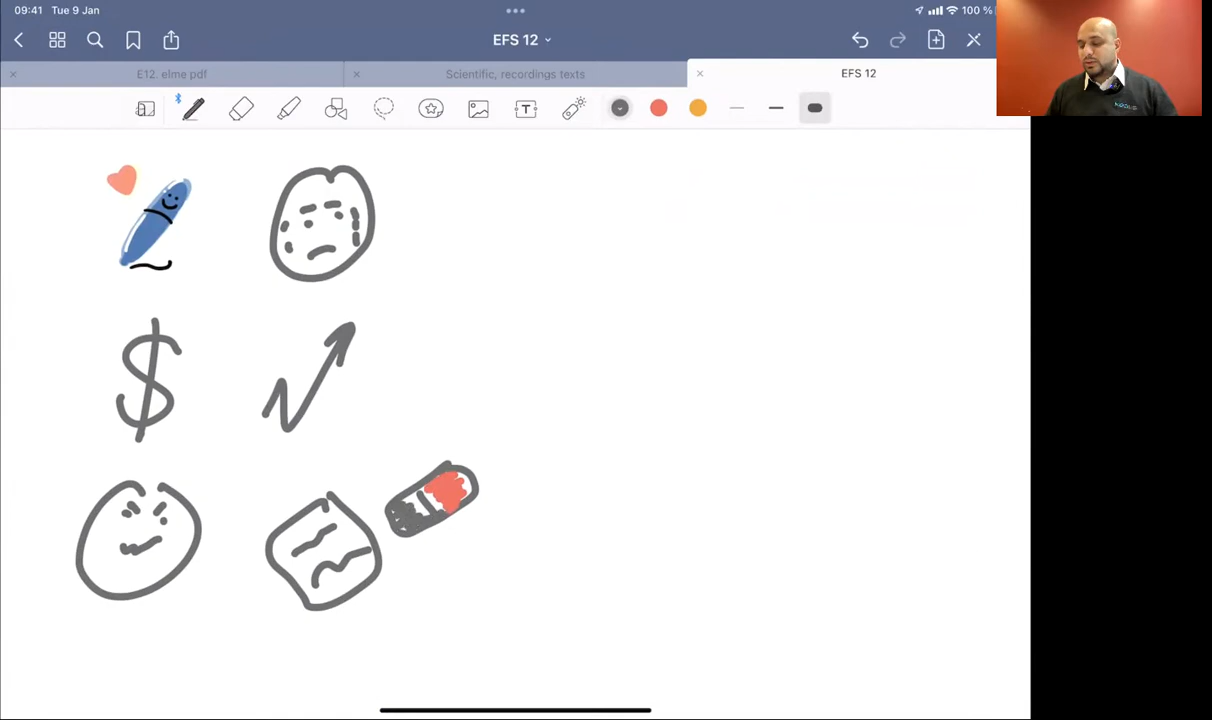 09:41 Tue 9 Jan
100 %
EFS 12
E12. elme pdf
Scientific, recordings texts
EFS 12
T
$